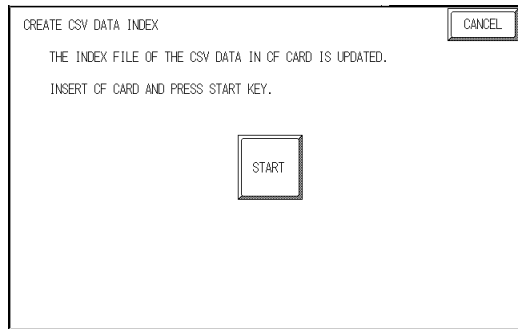 CREATE CSV DATA INDEX
CANCEL
THE INDEX FILE OF THE CSV DATA IN CF CARD IS UPDATED.
INSERT CF CARD AND PRESS START KEY.
START